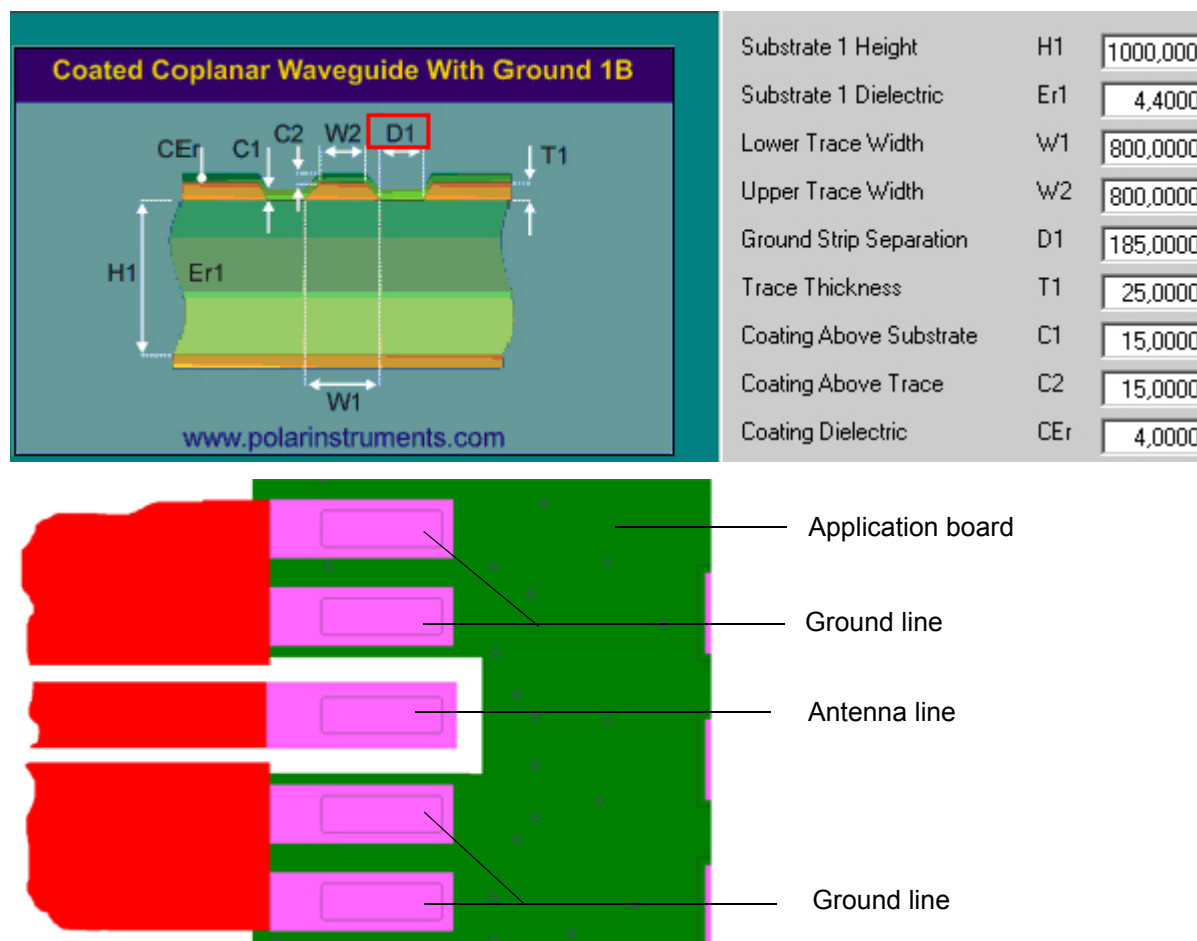 Coated Coplanar Waveguide With Ground 1B
CEr C1 C2 W2 D1 T1
H1 Er1
W1
www.polarinstruments.com
Substrate 1 Height H1 1000,000
Substrate 1 Dielectric Er1 4,4000
Lower Trace Width W1 800,0000
Upper Trace Width W2 800,0000
Ground Strip Separation D1 185,0000
Trace Thickness T1 25,0000
Coating Above Substrate C1 15,0000
Coating Above Trace C2 15,0000
Coating Dielectric CEr 4,0000
Application board
Ground line
Antenna line
Ground line